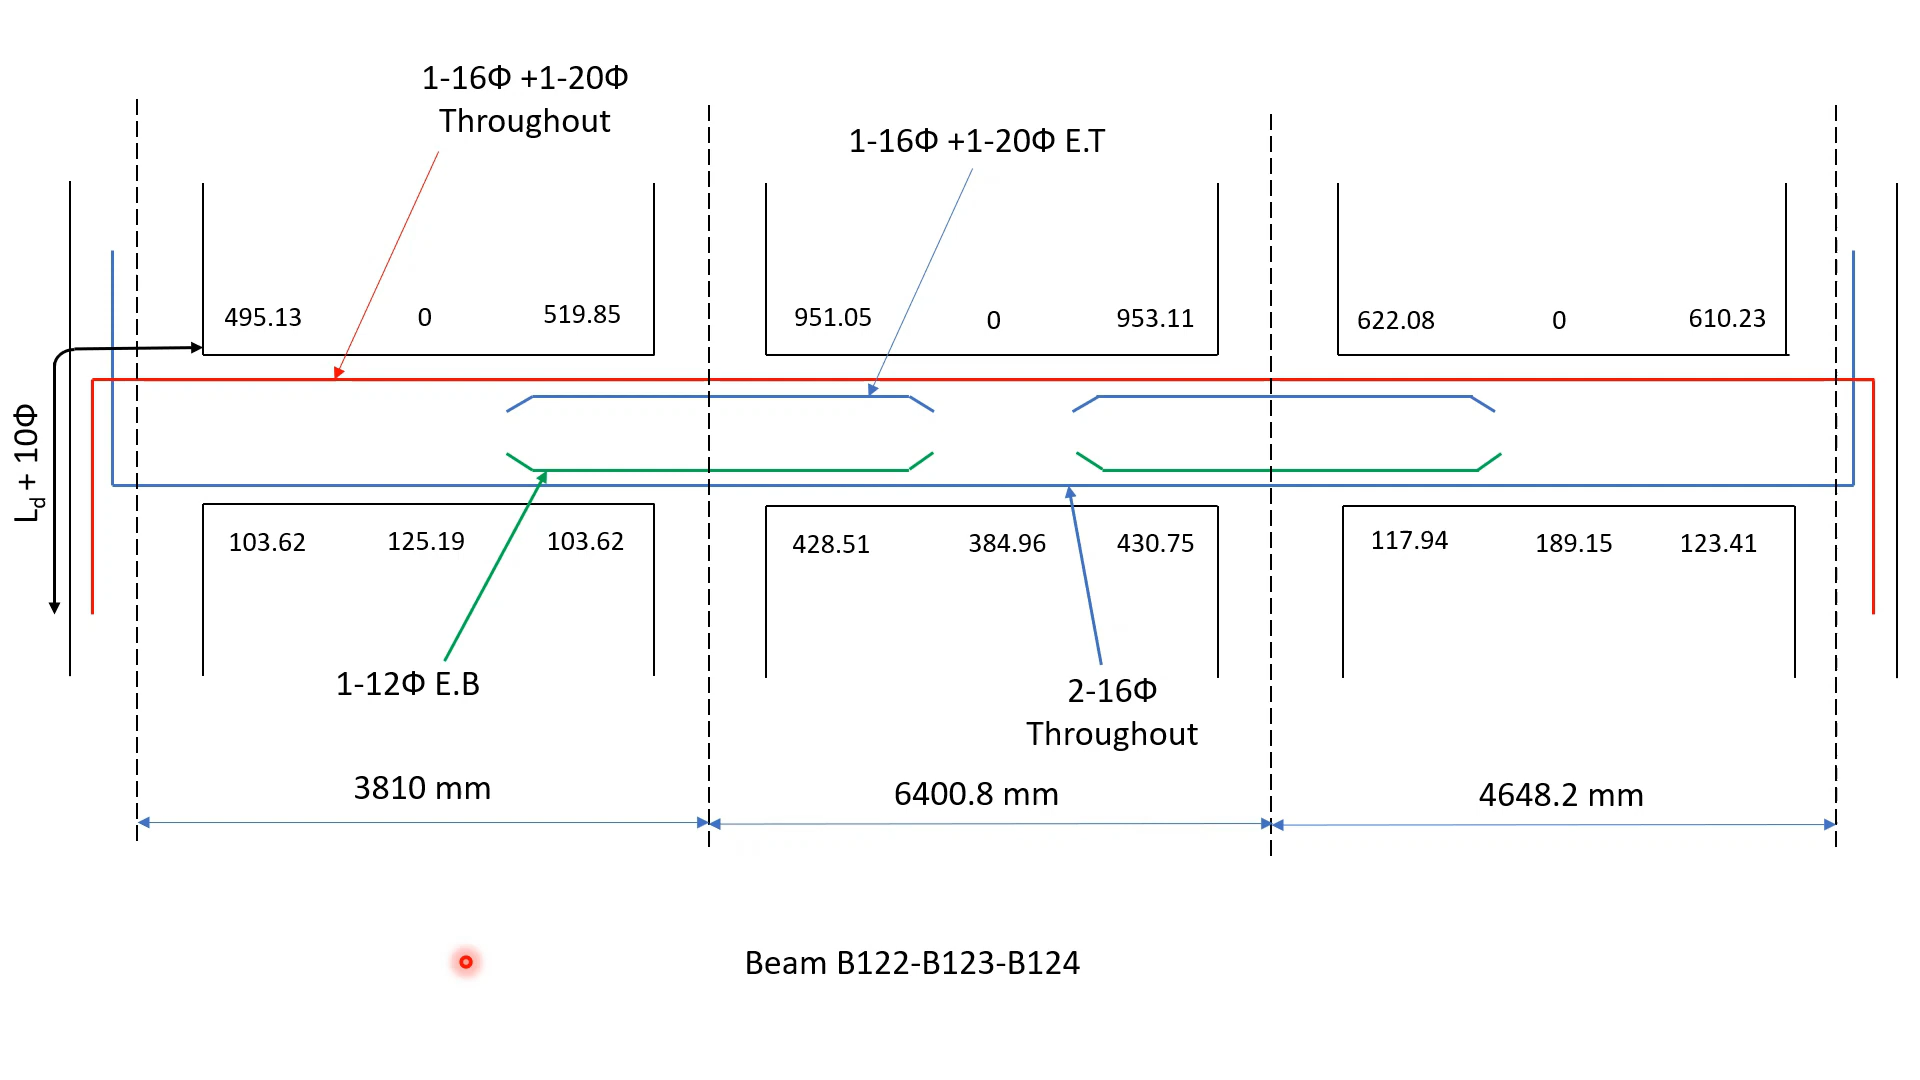 1-16Φ +1-20Φ
Throughout
1-16Φ +1-20Φ E.T
495.13 0 519.85
951.05 0 953.11
622.08 0 610.23
Ld + 10Φ
103.62 125.19 103.62
428.51 384.96 430.75
117.94 189.15 123.41
1-12Φ E.B
2-16Φ
Throughout
3810 mm
6400.8 mm
4648.2 mm
Beam B122-B123-B124